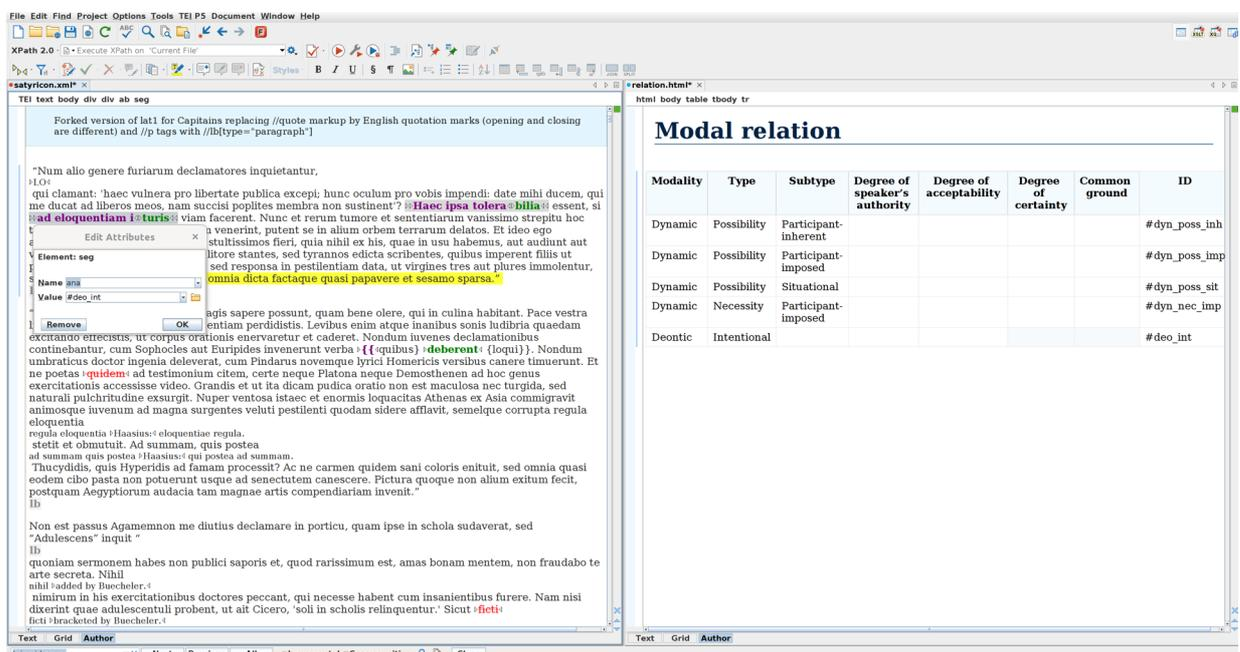 File Edit Find Project Options Tools TEI P5 Document Window Help
XPath 2.0 Execute XPath on 'Current File'
Styles B I U § ¶
satyricon.xml* ×
TEI text body div div ab seg
Forked version of lat1 for Capitains replacing //quote markup by English quotation marks (opening and closing
are different) and //p tags with //lb[type="paragraph"]
“Num alio genere furiarum declamatores inquietantur,
LO
qui clamant: 'haec vulnera pro libertate publica excepi; hunc oculum pro vobis impendi: date mihi ducem, qui
me ducat ad liberos meos, nam succisi poplites membra non sustinent'? Haec ipsa tolerabilia essent, si
ad eloquentiam ituris viam facerent. Nunc et rerum tumore et sententiarum vanissimo strepitu hoc
venerint, putent se in alium orbem terrarum delatos. Et ideo ego
stultissimos fieri, quia nihil ex his, quae in usu habemus, aut audiunt aut
litore stantes, sed tyrannos edicta scribentes, quibus imperent filiis ut
sed responsa in pestilentiam data, ut virgines tres aut plures immolentur,
omnia dicta factaque quasi papavere et sesamo sparsa.”
Edit Attributes ×
Element: seg
Name ana
Value #deo_int
Remove OK
agis sapere possunt, quam bene olere, qui in culina habitant. Pace vestra
entiam perdidistis. Levibus enim atque inanibus sonis ludibria quaedam
excitando effecistis, ut corpus orationis enervaretur et caderet. Nondum iuvenes declamationibus
continebantur, cum Sophocles aut Euripides invenerunt verba {{quibus} deberent {loqui}}. Nondum
umbraticus doctor ingenia deleverat, cum Pindarus novemque lyrici Homericis versibus canere timuerunt. Et
ne poetas quidem ad testimonium citem, certe neque Platona neque Demosthenen ad hoc genus
exercitationis accessisse video. Grandis et ut ita dicam pudica oratio non est maculosa nec turgida, sed
naturali pulchritudine exsurgit. Nuper ventosa istaec et enormis loquacitas Athenas ex Asia commigravit
animosque iuvenum ad magna surgentes veluti pestilenti quodam sidere afflavit, semelque corrupta regula
eloquentia
regula eloquentia Haasius: eloquentiae regula.
stetit et obmutuit. Ad summam, quis postea
ad summam quis postea Haasius: qui postea ad summam.
Thucydidis, quis Hyperidis ad famam processit? Ac ne carmen quidem sani coloris enituit, sed omnia quasi
eodem cibo pasta non potuerunt usque ad senectutem canescere. Pictura quoque non alium exitum fecit,
postquam Aegyptiorum audacia tam magnae artis compendiariam invenit.”
lb
Non est passus Agamemnon me diutius declamare in porticu, quam ipse in schola sudaverat, sed
“Adulescens” inquit “
lb
quoniam sermonem habes non publici saporis et, quod rarissimum est, amas bonam mentem, non fraudabo te
arte secreta. Nihil
nihil added by Buecheler.
nimirum in his exercitationibus doctores peccant, qui necesse habent cum insanientibus furere. Nam nisi
dixerint quae adulescentuli probent, ut ait Cicero, 'soli in scholis relinquentur.' Sicut ficti
ficti bracketed by Buecheler.
Text Grid Author
relation.html* ×
html body table tbody tr
Modal relation
Modality Type Subtype Degree of speaker's authority Degree of acceptability Degree of certainty Common ground ID
Dynamic Possibility Participant-inherent #dyn_poss_inh
Dynamic Possibility Participant-imposed #dyn_poss_imp
Dynamic Possibility Situational #dyn_poss_sit
Dynamic Necessity Participant-imposed #dyn_nec_imp
Deontic Intentional #deo_int
Text Grid Author